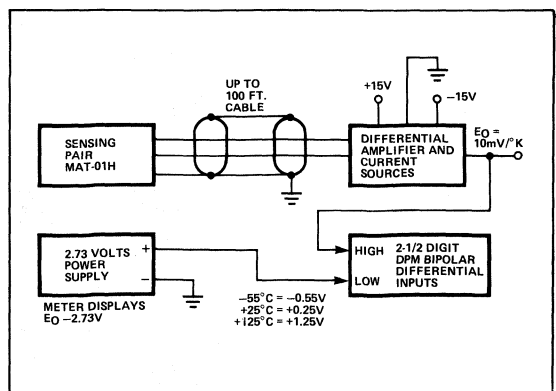 UP TO
100 FT.
CABLE
+15V
−15V
SENSING
PAIR
MAT-01H
DIFFERENTIAL
AMPLIFIER AND
CURRENT
SOURCES
EO =
10mV/°K
2.73 VOLTS
POWER
SUPPLY
+
−
HIGH
LOW
2-1/2 DIGIT
DPM BIPOLAR
DIFFERENTIAL
INPUTS
METER DISPLAYS
EO −2.73V
−55°C = −0.55V
+25°C = +0.25V
+125°C = +1.25V